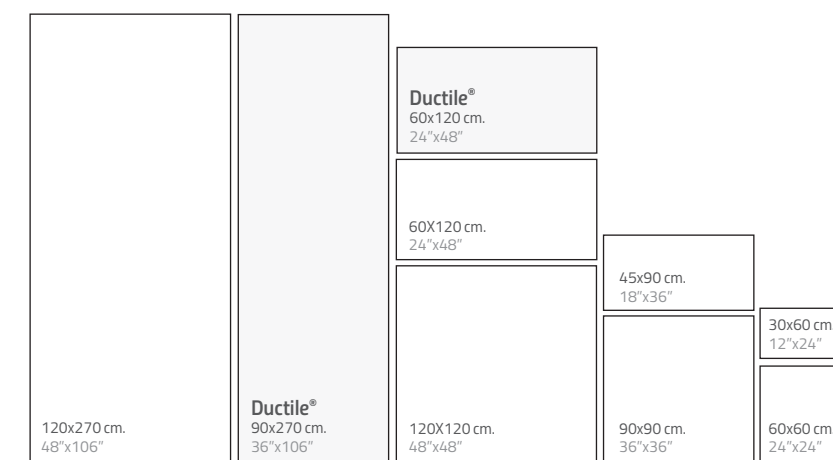 120x270 cm.
48”x106”
Ductile®
90x270 cm.
36”x106”
Ductile®
60x120 cm.
24”x48”
60X120 cm.
24”x48”
120X120 cm.
48”x48”
45x90 cm.
18”x36”
90x90 cm.
36”x36”
30x60 cm.
12”x24”
60x60 cm.
24”x24”